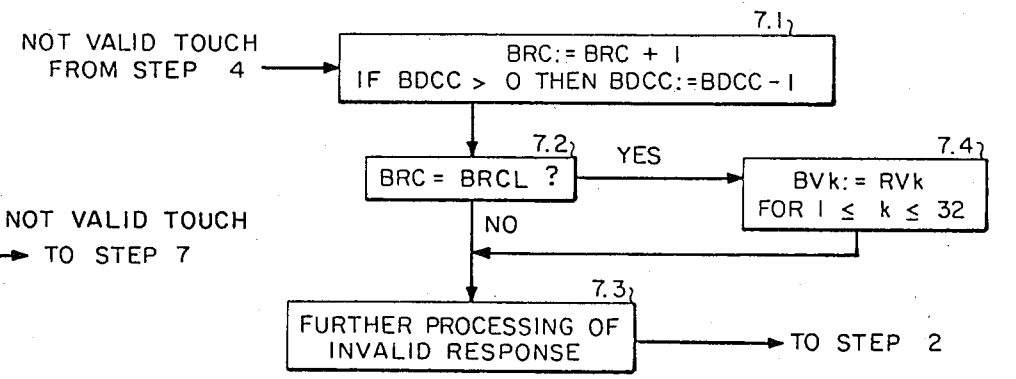 7.1
NOT VALID TOUCH
FROM STEP 4
BRC:= BRC + 1
IF BDCC > 0 THEN BDCC:=BDCC-1
7.2
BRC = BRCL ?
YES
7.4
BVk:= RVk
FOR 1 ≤ k ≤ 32
NO
NOT VALID TOUCH
TO STEP 7
7.3
FURTHER PROCESSING OF
INVALID RESPONSE
TO STEP 2